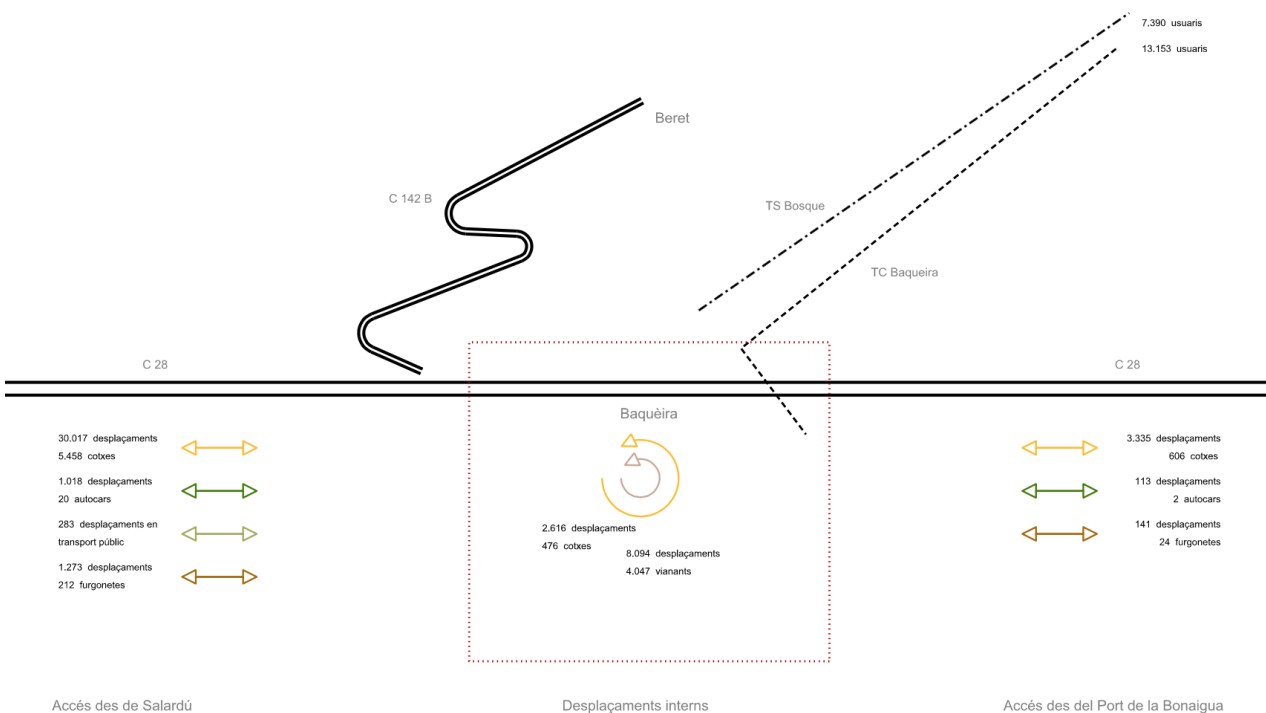 7.390 usuaris
13.153 usuaris
Beret
C 142 B
TS Bosque
TC Baqueira
C 28
C 28
Baquèira
30.017 desplaçaments
5.458 cotxes
1.018 desplaçaments
20 autocars
283 desplaçaments en
transport públic
1.273 desplaçaments
212 furgonetes
2.616 desplaçaments
476 cotxes
8.094 desplaçaments
4.047 vianants
3.335 desplaçaments
606 cotxes
113 desplaçaments
2 autocars
141 desplaçaments
24 furgonetes
Accés des de Salardú
Desplaçaments interns
Accés des del Port de la Bonaigua